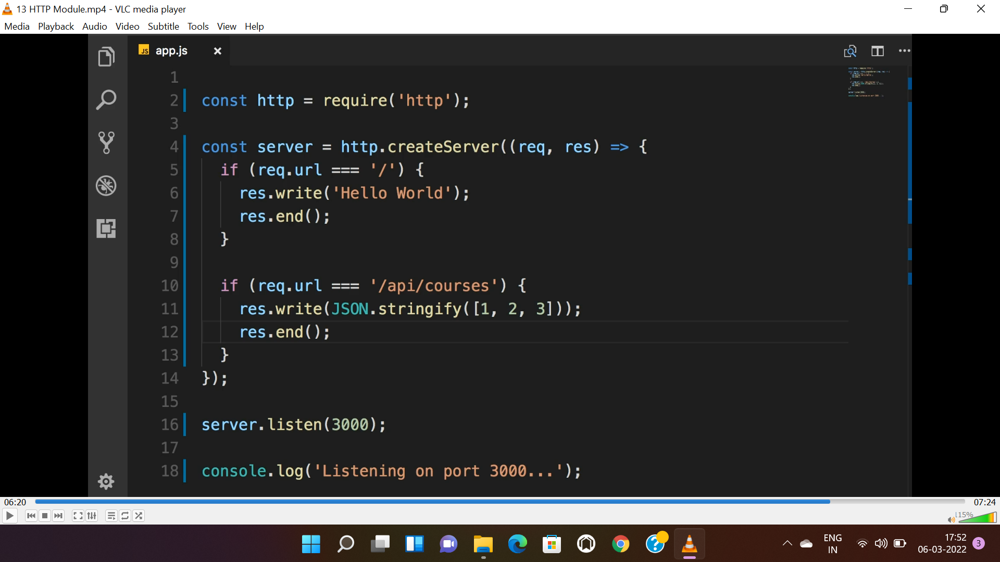 13 HTTP Module.mp4 - VLC media player
Media Playback Audio Video Subtitle Tools View Help
JS app.js
1
2 const http = require('http');
3
4 const server = http.createServer((req, res) => {
5 if (req.url === '/') {
6 res.write('Hello World');
7 res.end();
8 }
9
10 if (req.url === '/api/courses') {
11 res.write(JSON.stringify([1, 2, 3]));
12 res.end();
13 }
14 });
15
16 server.listen(3000);
17
18 console.log('Listening on port 3000...');
06:20 07:24
115%
ENG
IN
17:52
06-03-2022
3